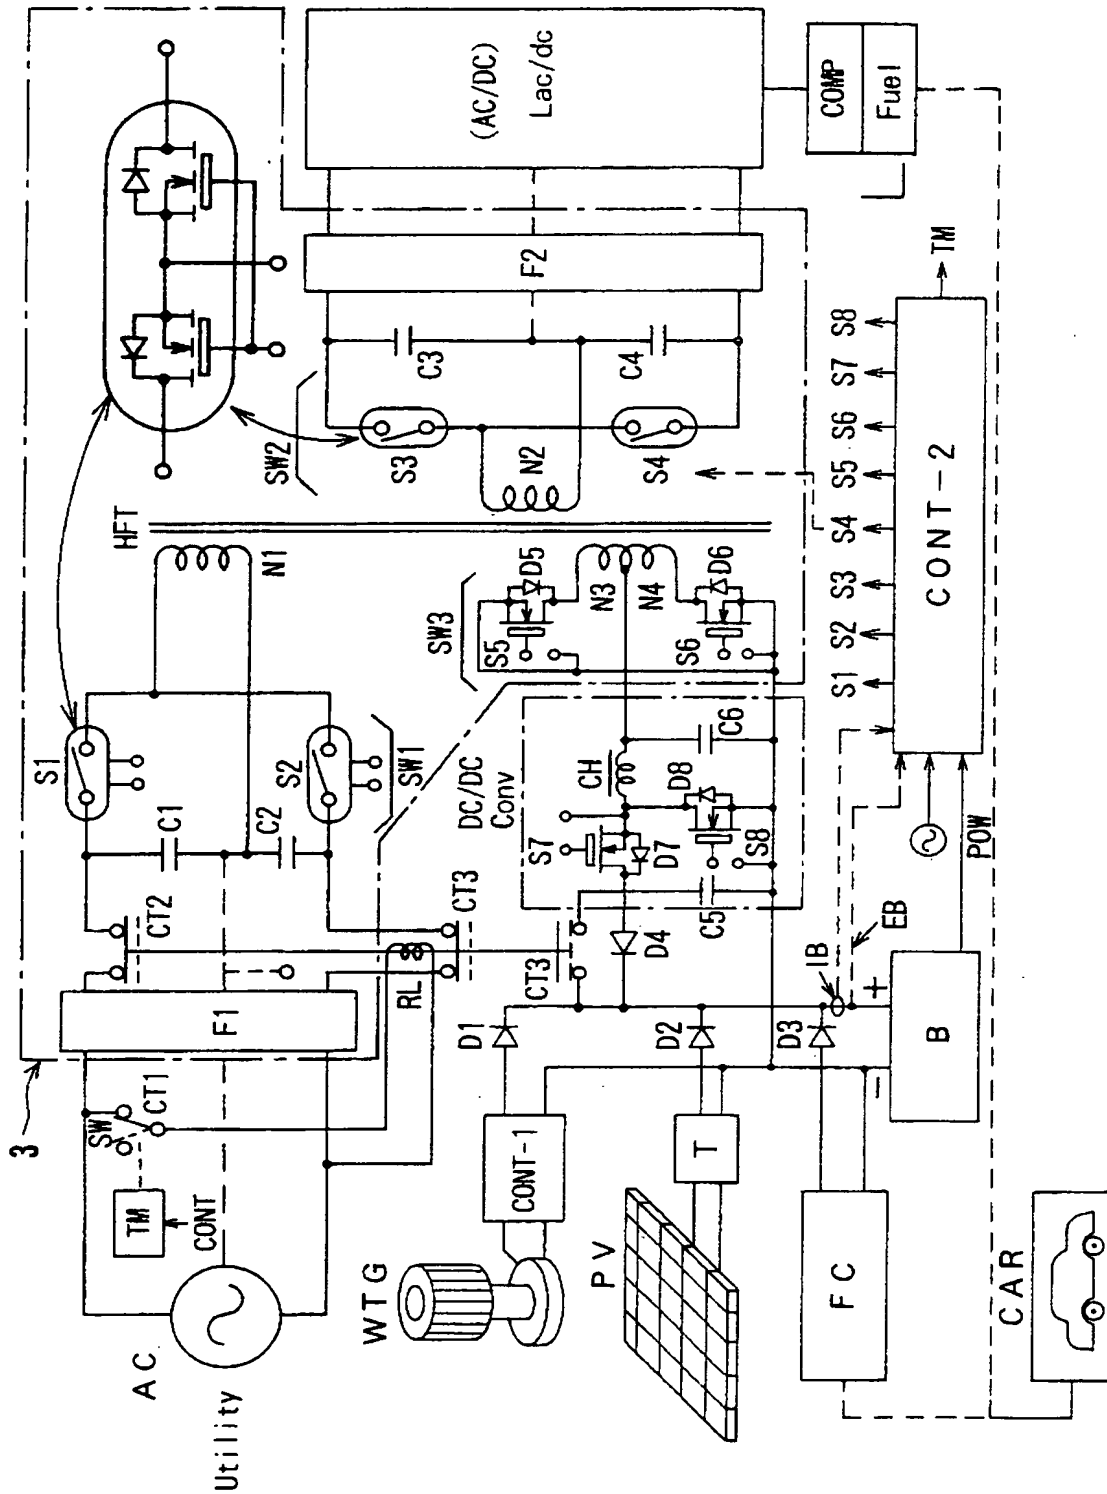 3
AC
Utility
TM
CONT
SW
CT1
F1
CT2
C1
C2
S1
S2
SW1
N1
HFT
SW2
S3
S4
N2
C3
C4
F2
(AC/DC)
Lac/dc
COMP
Fuel
RL
CT3
CT3
DC/DC
Conv
S7
D7
D4
C5
CH
D8
S8
C6
SW3
S5
D5
N3
N4
S6
D6
WTG
CONT-1
D1
PV
T
D2
FC
D3
IB
EB
+
−
B
POW
CONT-2
S1
S2
S3
S4
S5
S6
S7
S8
TM
CAR